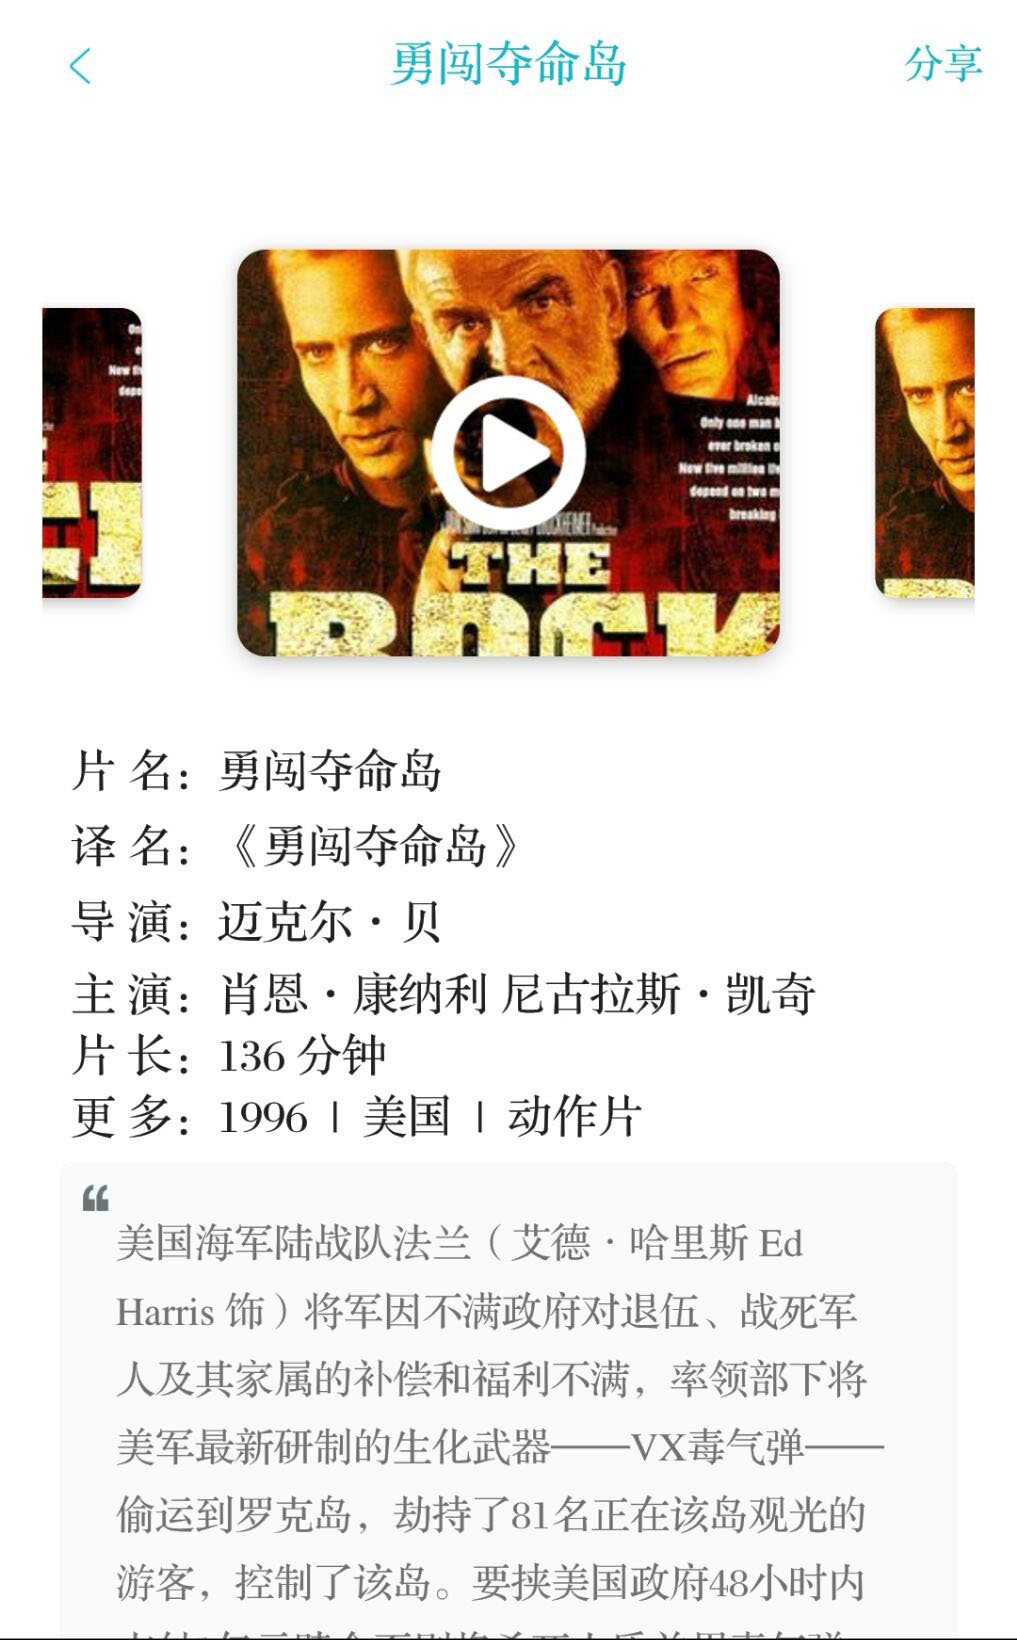 勇闯夺命岛
分享
On
e
New fiv
depe
Alcat
Only one man h
ever broken o
Now five million liv
depend on two m
breaking
THE
ROCK
片 名：勇闯夺命岛
译 名：《勇闯夺命岛》
导 演：迈克尔·贝
主 演：肖恩·康纳利 尼古拉斯·凯奇
片 长：136 分钟
更 多：1996 | 美国 | 动作片
“
美国海军陆战队法兰（艾德·哈里斯 Ed
Harris 饰）将军因不满政府对退伍、战死军
人及其家属的补偿和福利不满，率领部下将
美军最新研制的生化武器——VX毒气弹——
偷运到罗克岛，劫持了81名正在该岛观光的
游客，控制了该岛。要挟美国政府48小时内